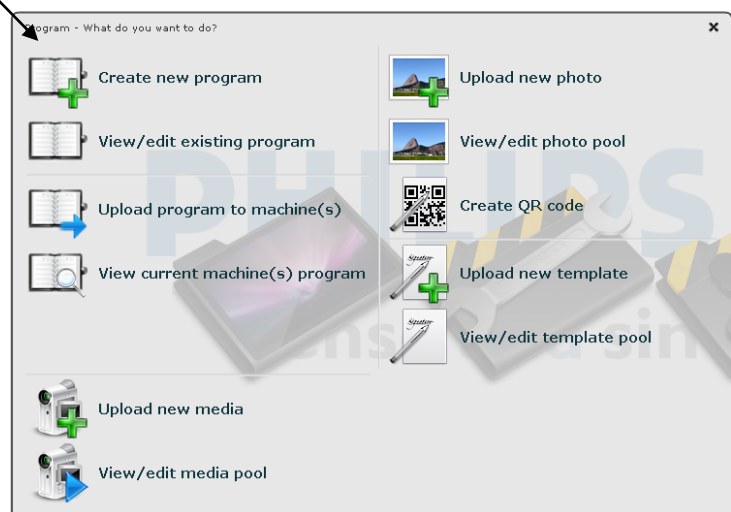 Program - What do you want to do?
Create new program
View/edit existing program
Upload program to machine(s)
View current machine(s) program
Upload new media
View/edit media pool
Upload new photo
View/edit photo pool
Create QR code
Upload new template
View/edit template pool
PHILIPS